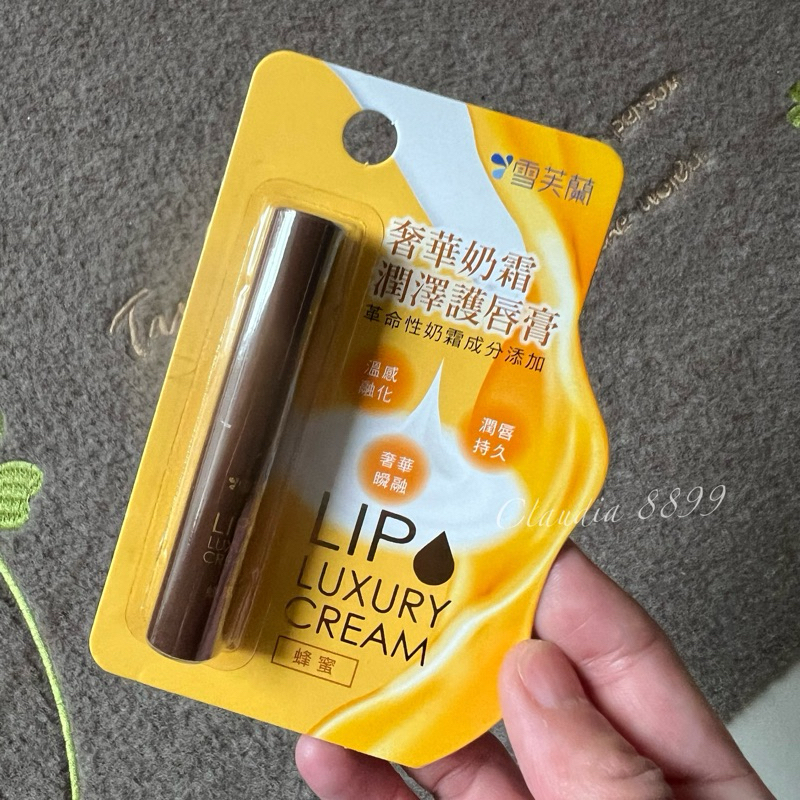 雪芙蘭
奢華奶霜
潤澤護唇膏
革命性奶霜成分添加
溫感
融化
潤唇
持久
奢華
瞬融
LIP
LUXURY
CREAM
蜂蜜
LIP
Claudia 8899
person